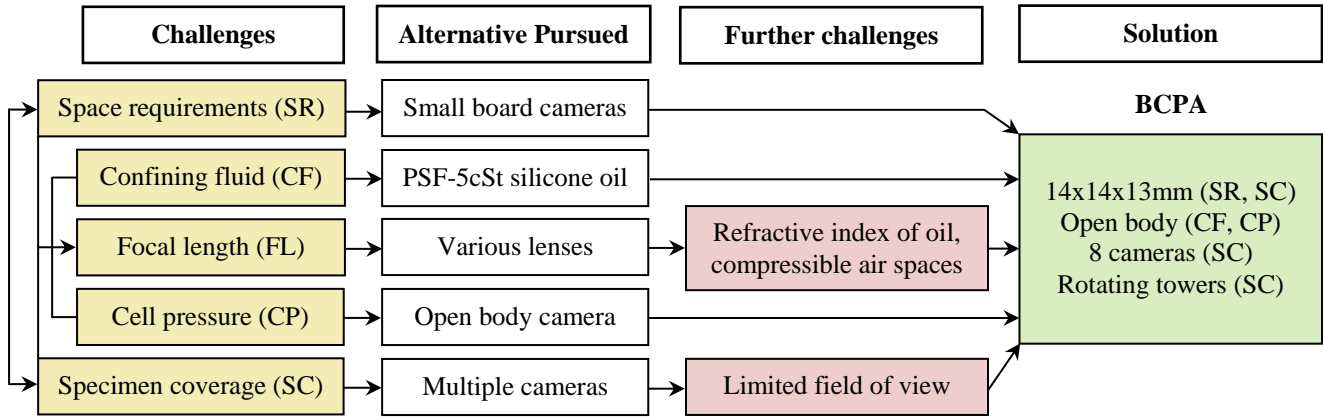 Challenges
Alternative Pursued
Further challenges
Solution
Space requirements (SR)
Small board cameras
BCPA
Confining fluid (CF)
PSF-5cSt silicone oil
Focal length (FL)
Various lenses
Refractive index of oil,
compressible air spaces
14x14x13mm (SR, SC)
Open body (CF, CP)
8 cameras (SC)
Rotating towers (SC)
Cell pressure (CP)
Open body camera
Specimen coverage (SC)
Multiple cameras
Limited field of view